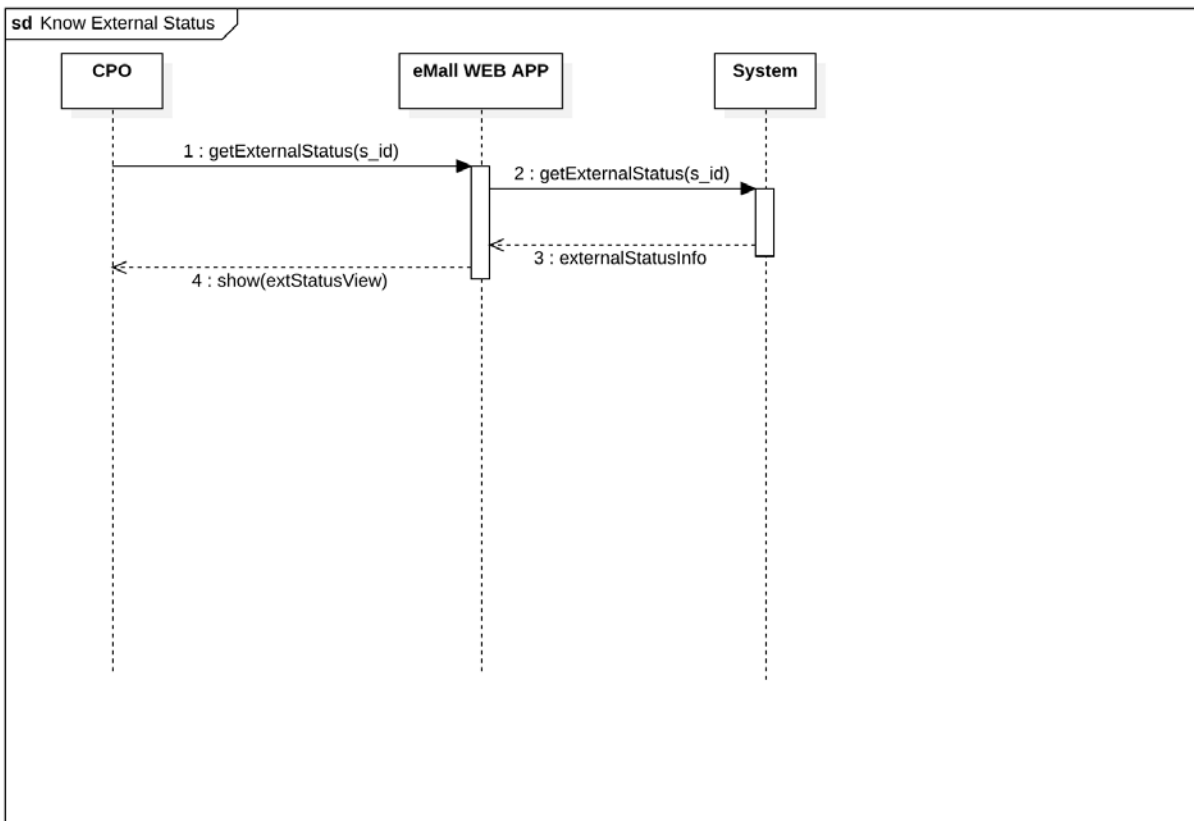 sd Know External Status
CPO
eMall WEB APP
System
1 : getExternalStatus(s_id)
2 : getExternalStatus(s_id)
3 : externalStatusInfo
4 : show(extStatusView)